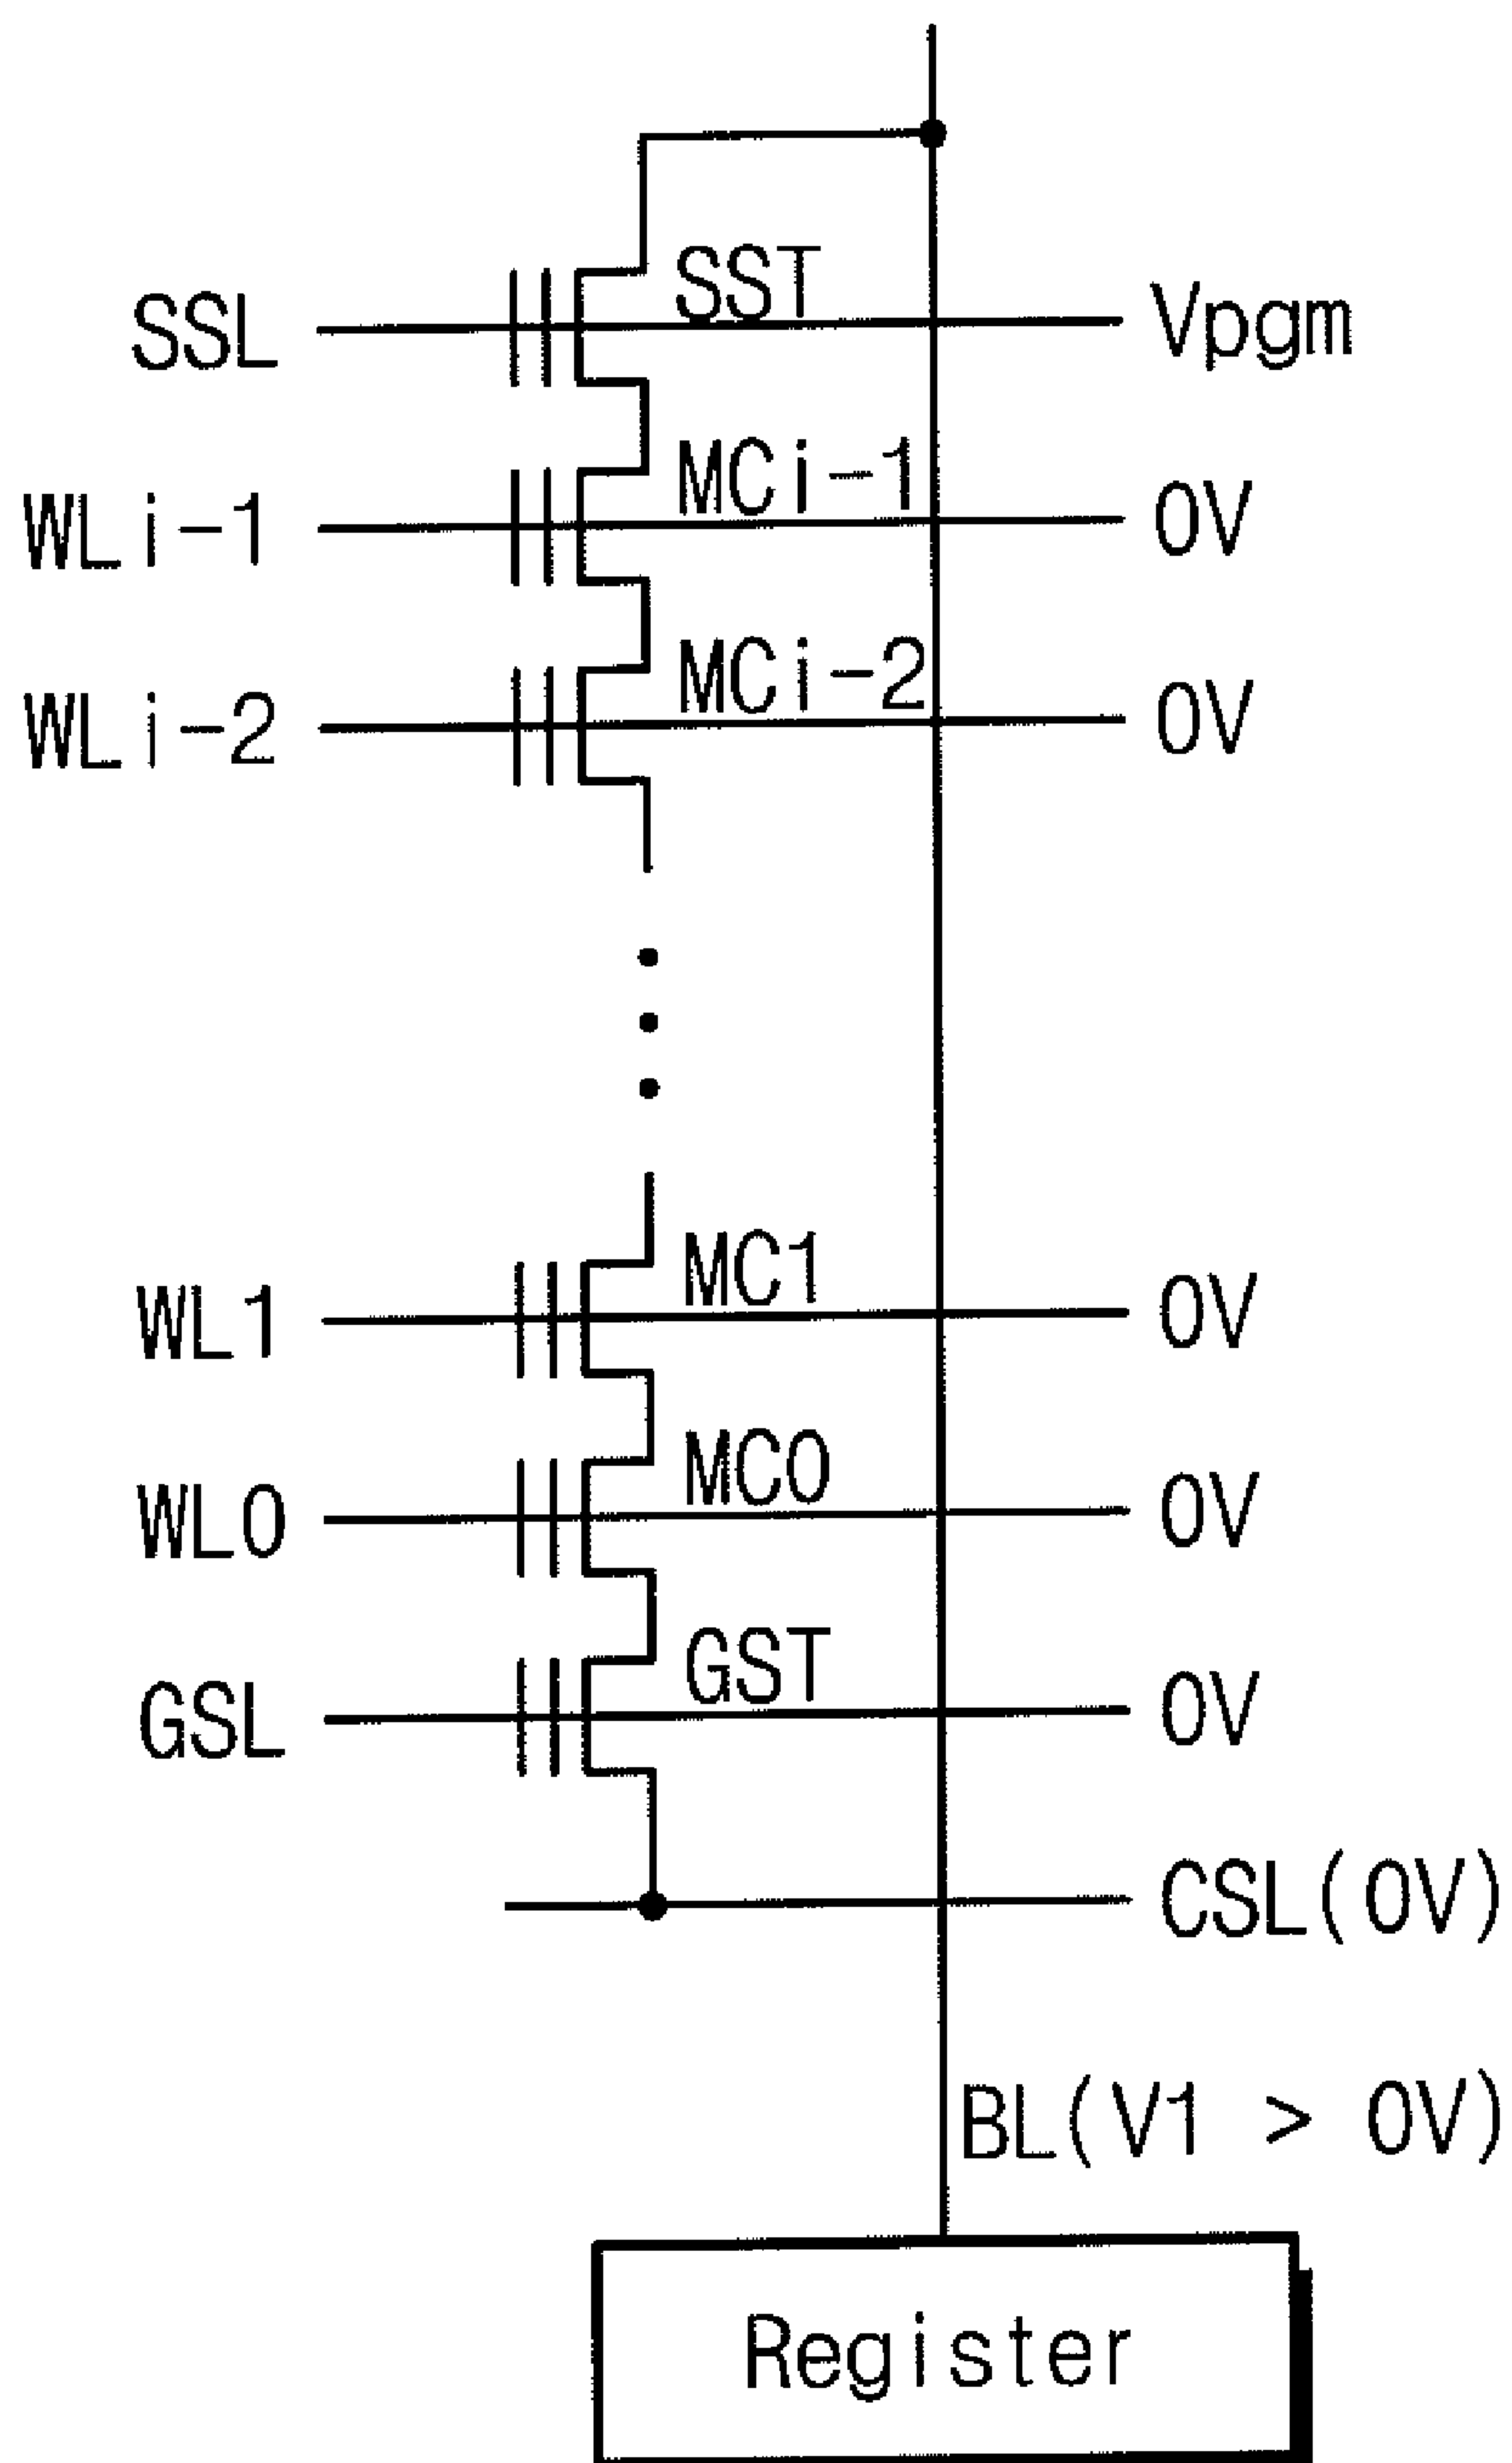 SST
SSL Vpgm
MCi-1
WLi-1 0V
MCi-2
WLi-2 0V
MC1
WL1 0V
MC0
WL0 0V
GST
GSL 0V
CSL(0V)
BL(V1 > 0V)
Register